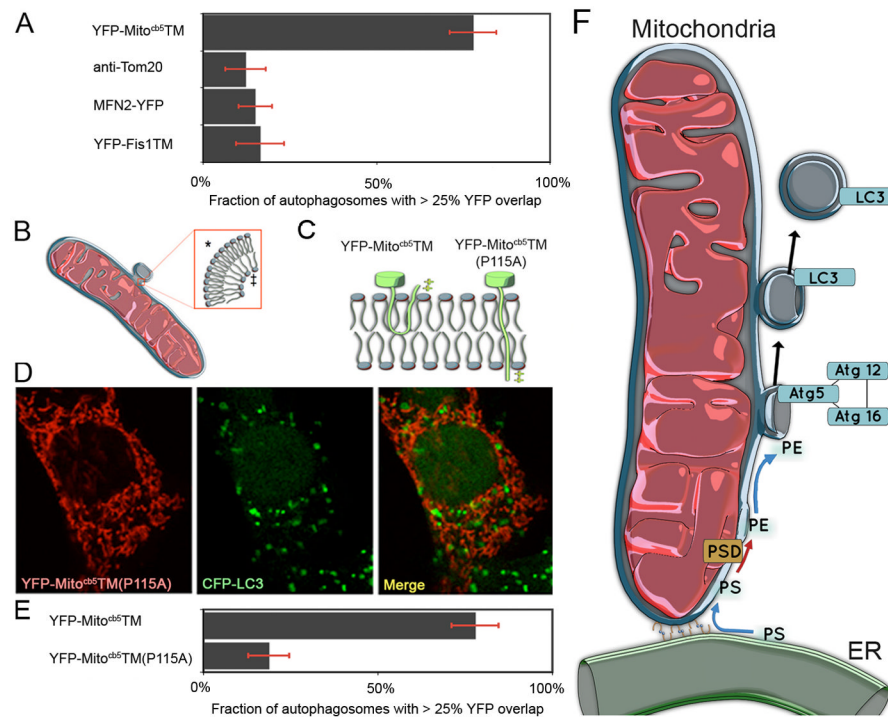 A
YFP-Mitoᶜᵇ⁵TM
anti-Tom20
MFN2-YFP
YFP-Fis1TM
0%
50%
100%
Fraction of autophagosomes with > 25% YFP overlap
B
*
‡
C
YFP-Mitoᶜᵇ⁵TM
YFP-Mitoᶜᵇ⁵TM
(P115A)
D
YFP-Mitoᶜᵇ⁵TM(P115A)
CFP-LC3
Merge
E
YFP-Mitoᶜᵇ⁵TM
YFP-Mitoᶜᵇ⁵TM(P115A)
0%
50%
100%
Fraction of autophagosomes with > 25% YFP overlap
F
Mitochondria
LC3
LC3
Atg 12
Atg5
Atg 16
PE
PE
PSD
PS
PS
ER